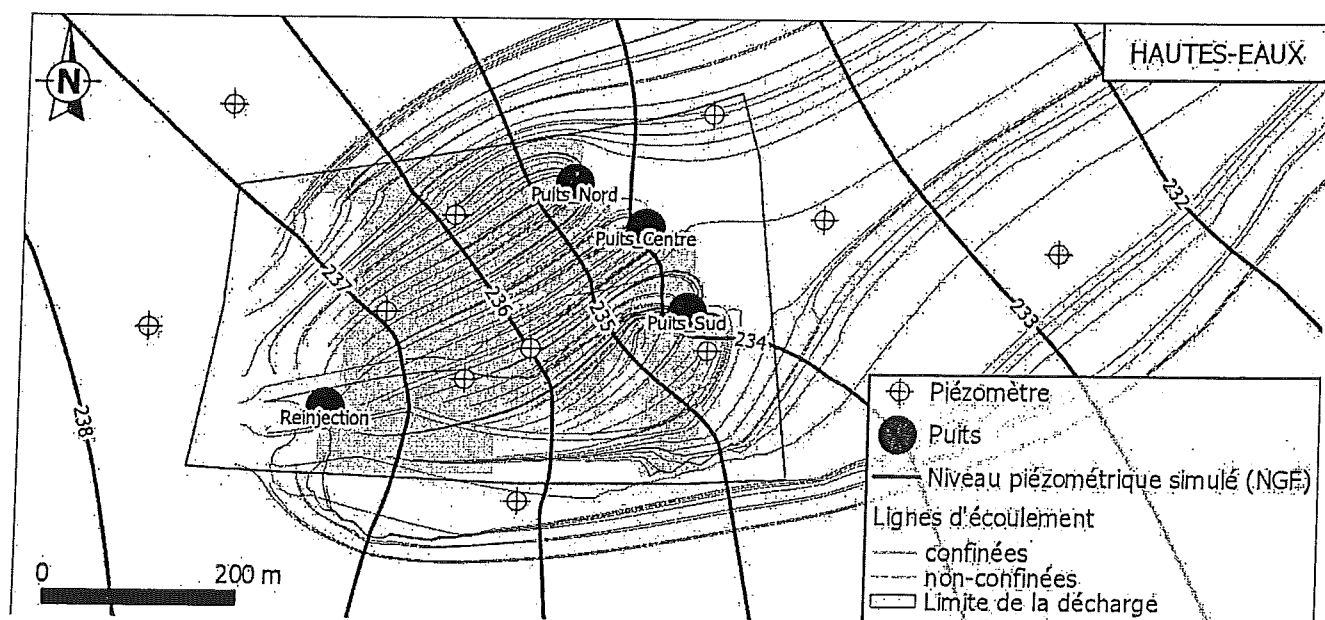 HAUTES-EAUX
N
Puits_Nord
Puits_Centre
Puits_Sud
Reinjection
238
237
236
235
234
233
232
0 200 m
Piézomètre
Puits
Niveau piézométrique simulé (NGF)
Lignes d'écoulement
confinées
non-confinées
Limite de la décharge